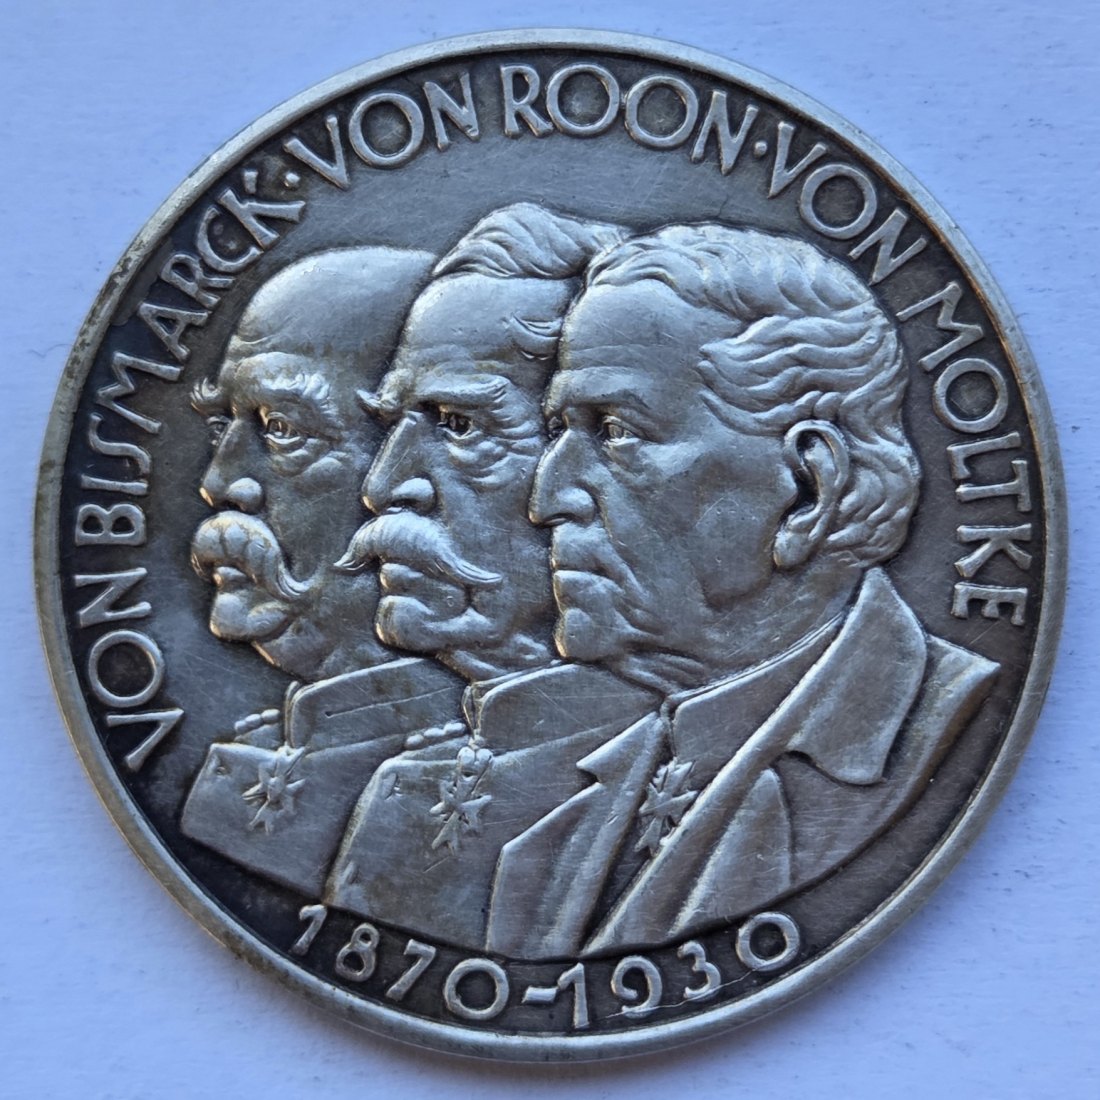 VON BISMARCK · VON ROON · VON MOLTKE
1870-1930